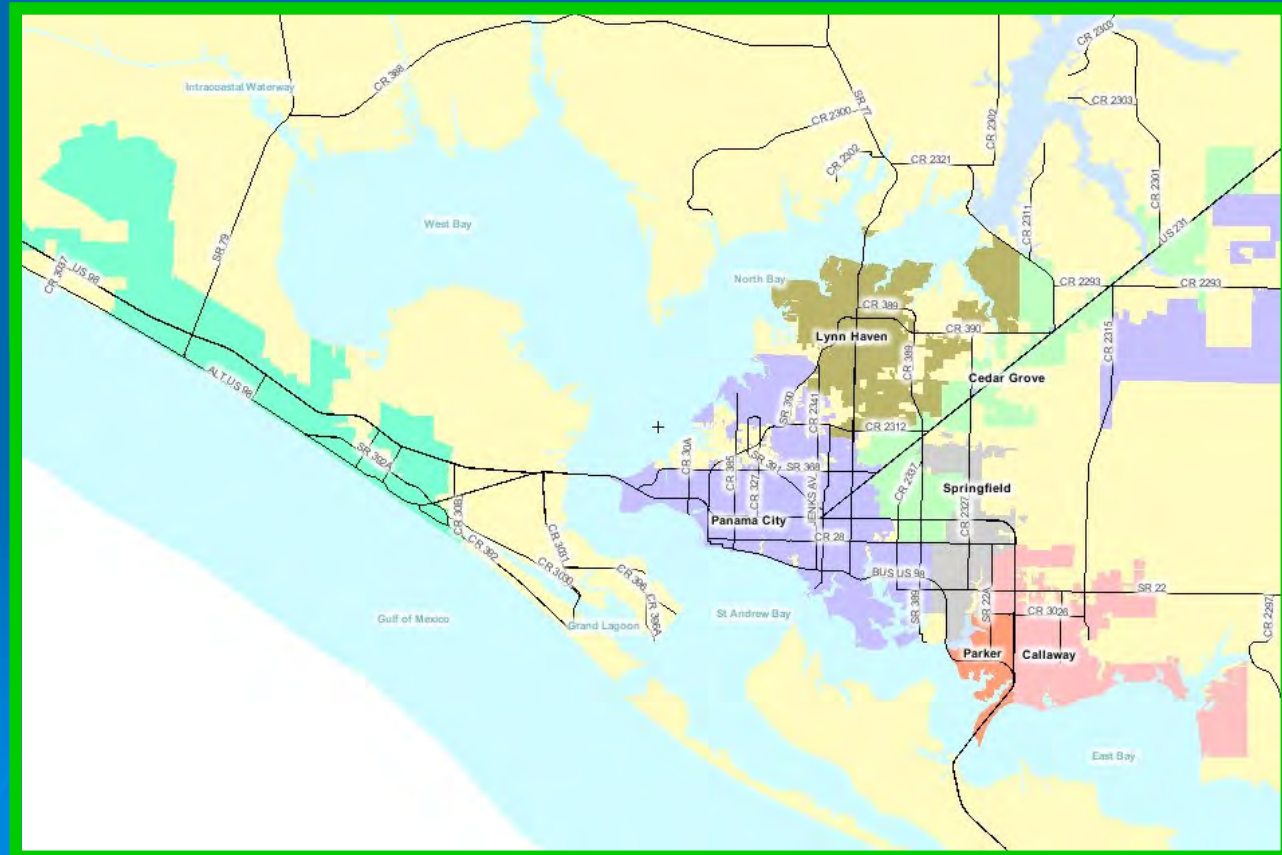 CR 2303
CR 388
Intracoastal Waterway
SR 77
CR 2303
CR 2300
CR 2302
CR 2302
CR 2321
CR 2301
CR 2311
West Bay
US 231
SR 79
US 98
CR 3037
North Bay
CR 2293
CR 2293
CR 389
CR 390
Lynn Haven
CR 2315
CR 389
Cedar Grove
ALT.US 98
SR 390
CR 2341
CR 2312
CR 30A
SR 392A
CR 385
SR 391
SR 368
CR 327
CR 2337
Springfield
CR 30B
JENKS AV.
CR 2327
Panama City
CR 28
CR 392
CR 3031
BUS US 98
CR 3030
CR 396
SR 22
CR 2297
SR 389
SR 22A
CR 3026
Gulf of Mexico
Grand Lagoon
St Andrew Bay
Parker
Callaway
East Bay